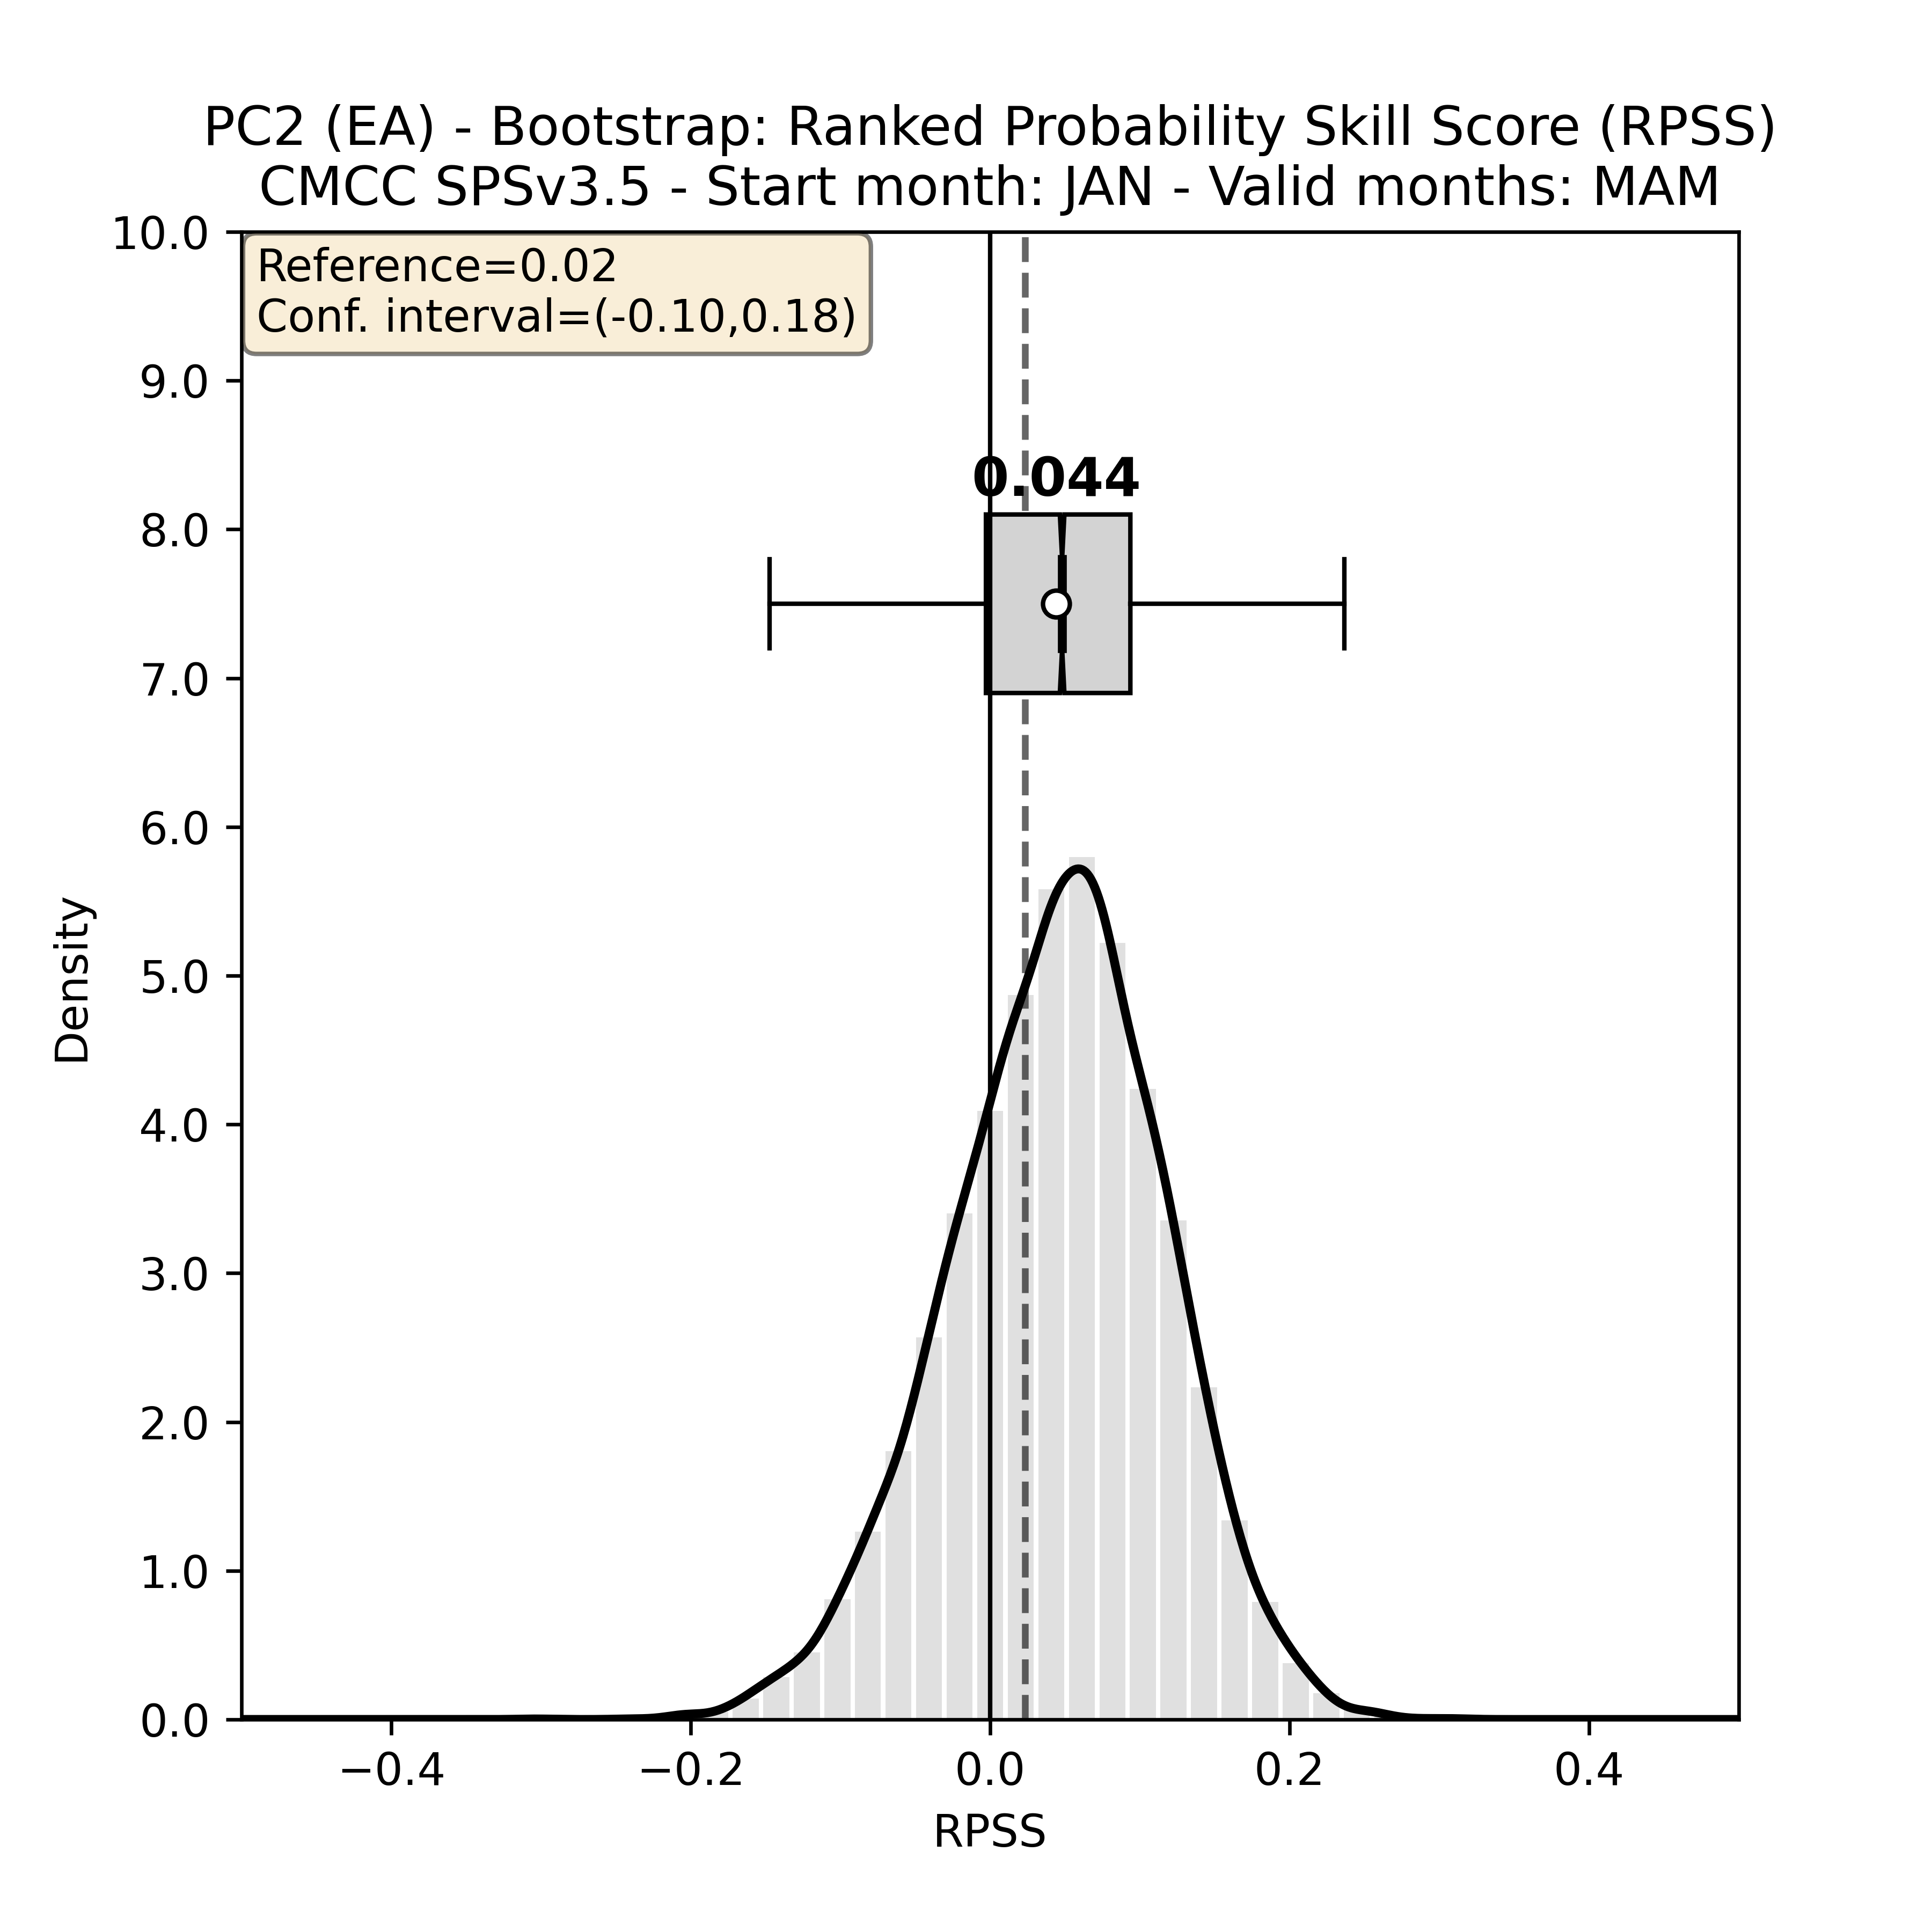 PC2 (EA) - Bootstrap: Ranked Probability Skill Score (RPSS)
CMCC SPSv3.5 - Start month: JAN - Valid months: MAM
Reference=0.02
Conf. interval=(-0.10,0.18)
10.0
9.0
8.0
7.0
6.0
5.0
4.0
3.0
2.0
1.0
0.0
Density
0.044
−0.4
−0.2
0.0
0.2
0.4
RPSS